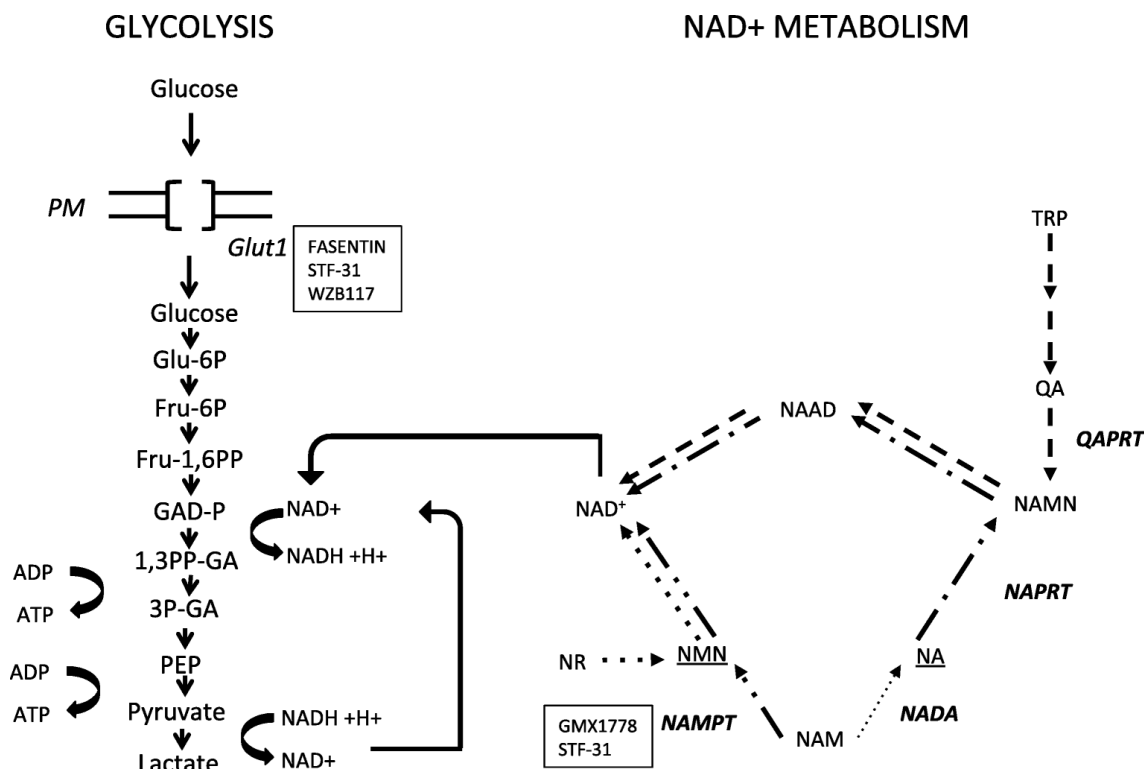 GLYCOLYSIS
NAD+ METABOLISM
Glucose
PM
Glut1
FASENTIN
STF-31
WZB117
Glucose
Glu-6P
Fru-6P
Fru-1,6PP
GAD-P
1,3PP-GA
3P-GA
PEP
Pyruvate
Lactate
ADP
ATP
ADP
ATP
NAD+
NADH +H+
NADH +H+
NAD+
TRP
QA
QAPRT
NAAD
NAMN
NAD⁺
NAPRT
NR
NMN
NA
GMX1778
STF-31
NAMPT
NAM
NADA